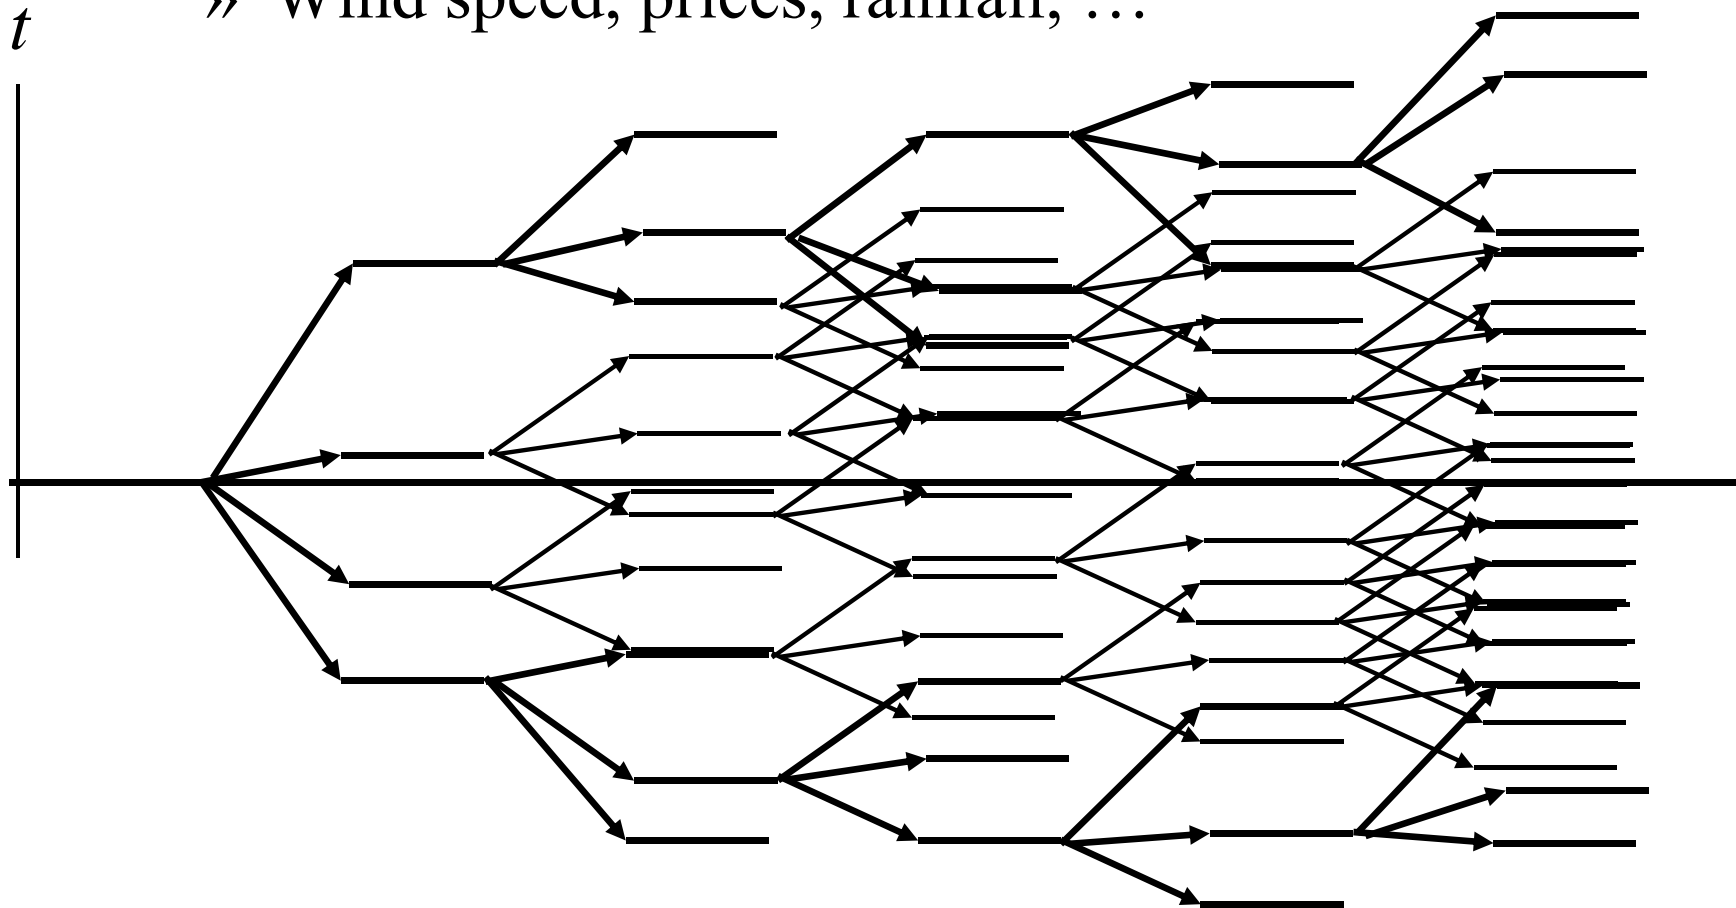 » Wind speed, prices, rainfall, …
t